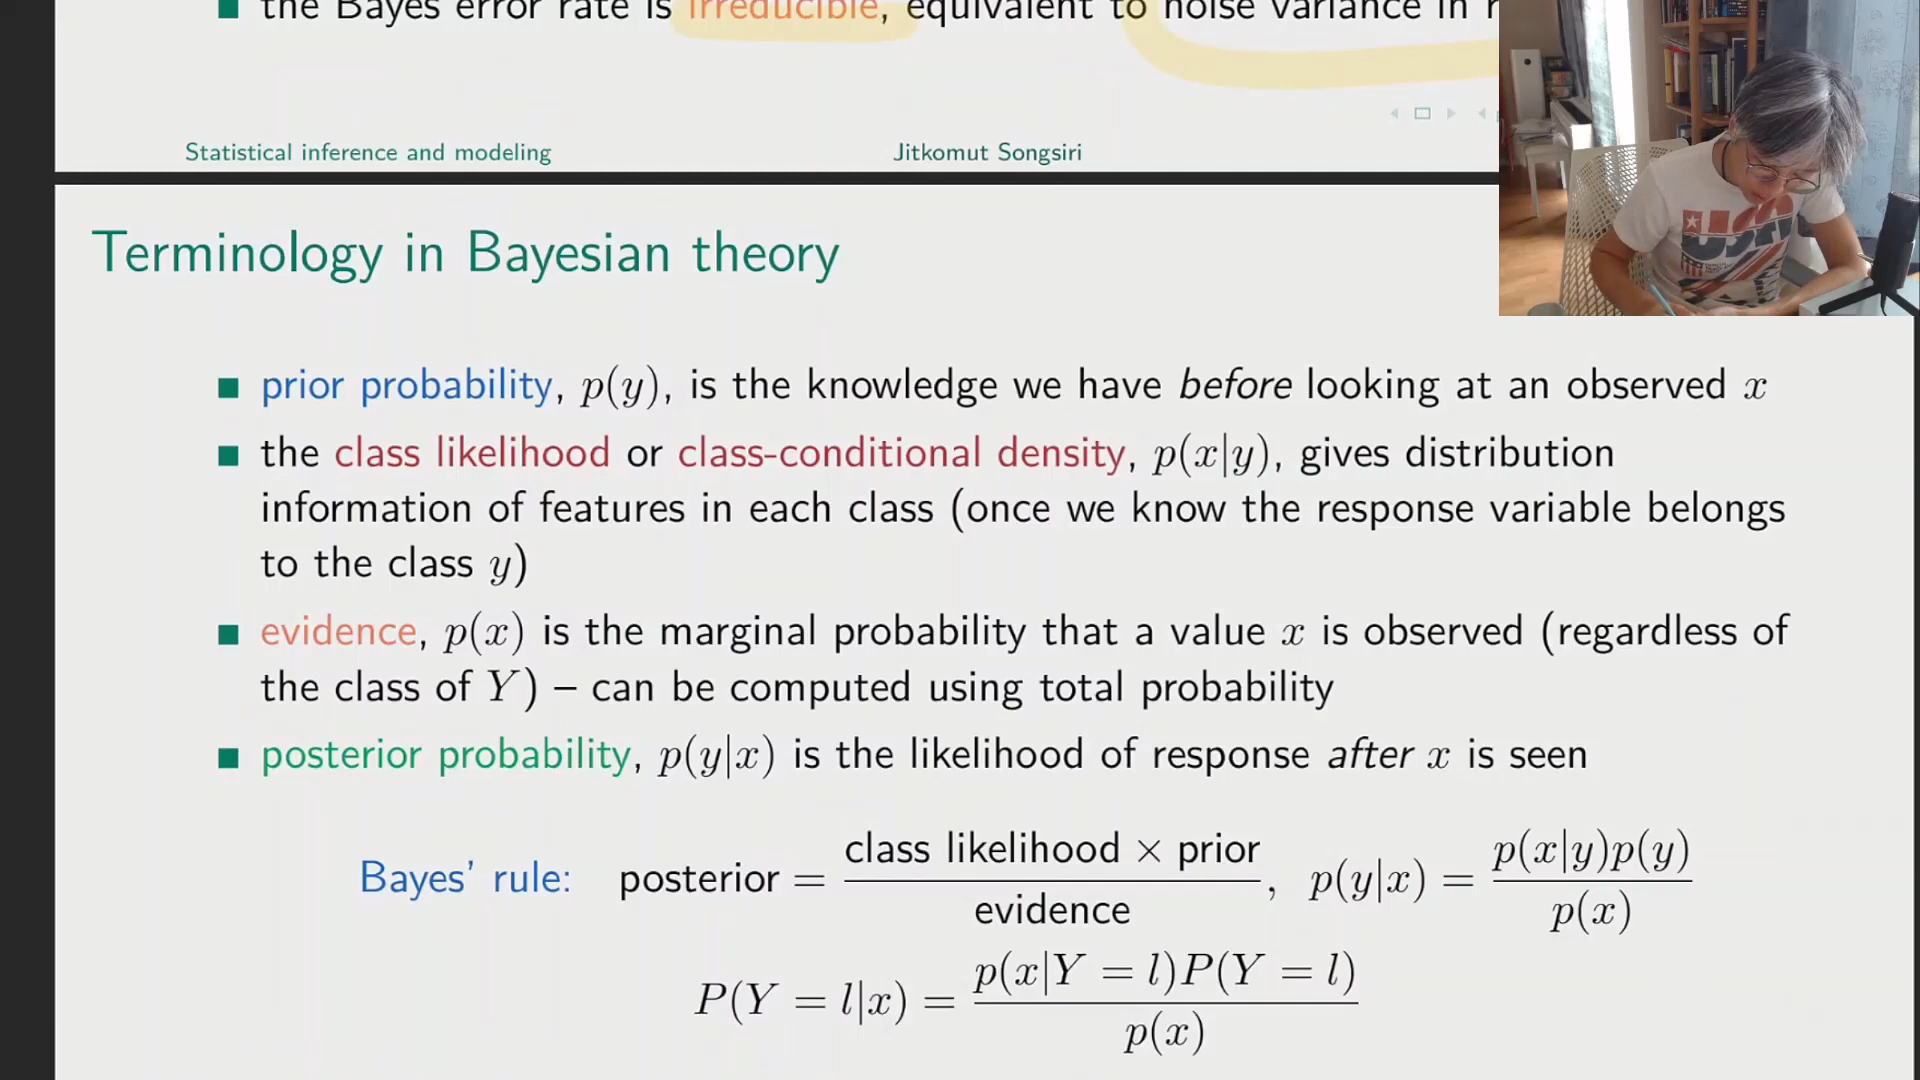 the Bayes error rate is irreducible, equivalent to noise variance in
Statistical inference and modeling
Jitkomut Songsiri
Terminology in Bayesian theory
prior probability, p(y), is the knowledge we have before looking at an observed x
the class likelihood or class-conditional density, p(x|y), gives distribution
information of features in each class (once we know the response variable belongs
to the class y)
evidence, p(x) is the marginal probability that a value x is observed (regardless of
the class of Y) – can be computed using total probability
posterior probability, p(y|x) is the likelihood of response after x is seen
Bayes' rule: posterior = class likelihood × prior / evidence, p(y|x) = p(x|y)p(y) / p(x)
P(Y = l|x) = p(x|Y = l)P(Y = l) / p(x)